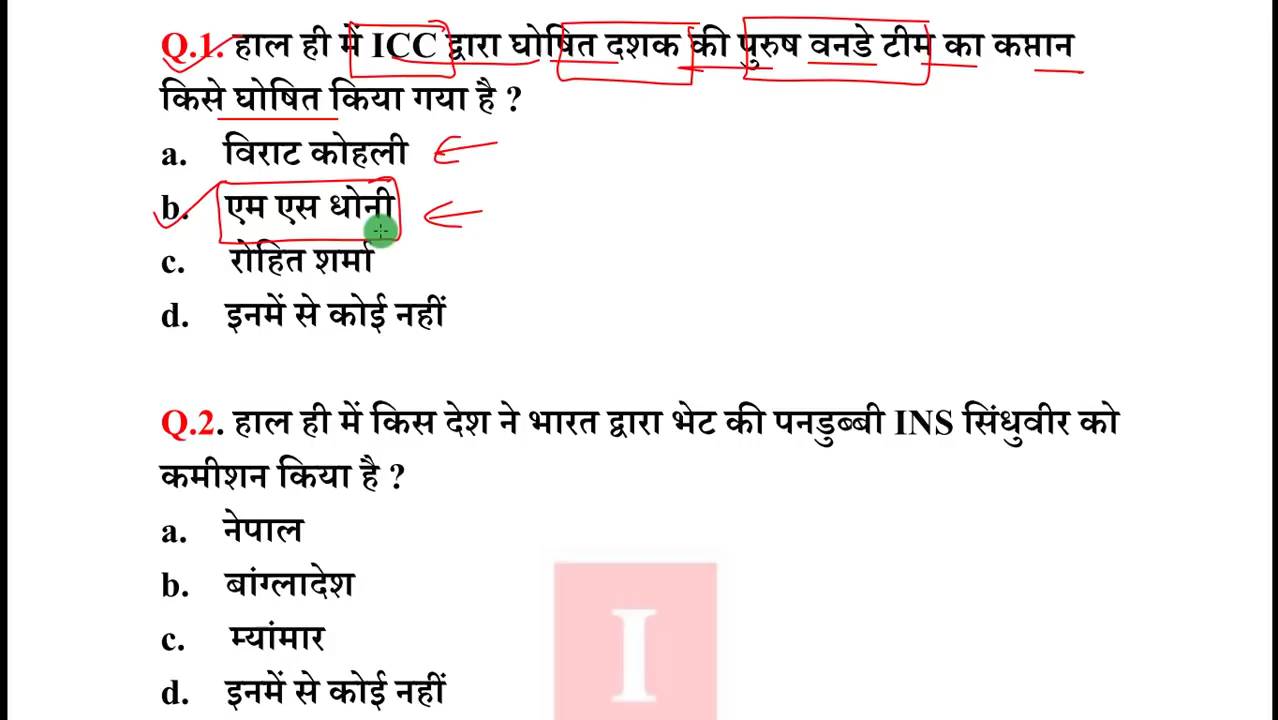 Q.1. हाल ही में ICC द्वारा घोषित दशक की पुरुष वनडे टीम का कप्तान
किसे घोषित किया गया है ?
a. विराट कोहली
b. एम एस धोनी
c. रोहित शर्मा
d. इनमें से कोई नहीं
Q.2. हाल ही में किस देश ने भारत द्वारा भेट की पनडुब्बी INS सिंधुवीर को
कमीशन किया है ?
a. नेपाल
b. बांग्लादेश
c. म्यांमार
d. इनमें से कोई नहीं
I